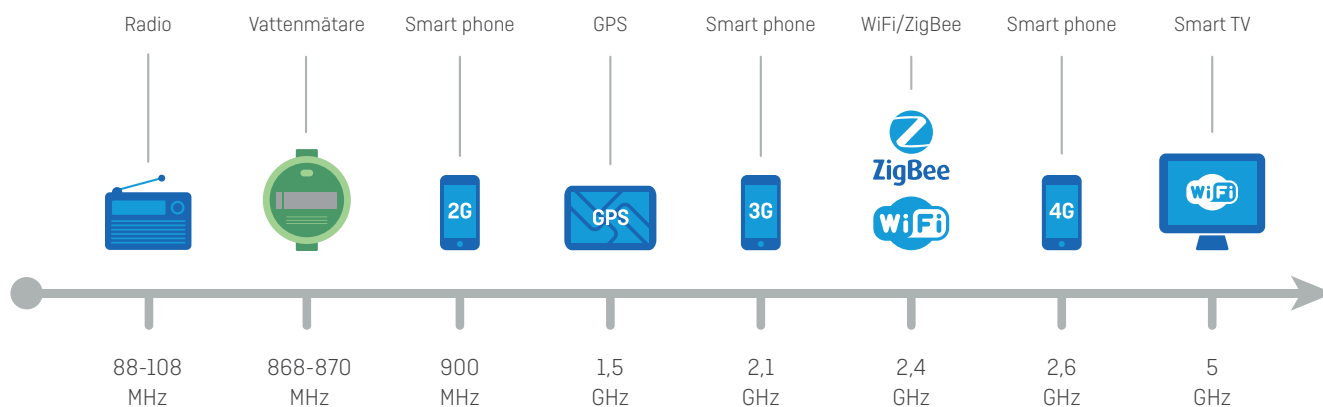 Radio
Vattenmätare
Smart phone
GPS
Smart phone
WiFi/ZigBee
Smart phone
Smart TV
2G
GPS
3G
Z
ZigBee
WiFi
4G
WiFi
88-108
MHz
868-870
MHz
900
MHz
1,5
GHz
2,1
GHz
2,4
GHz
2,6
GHz
5
GHz